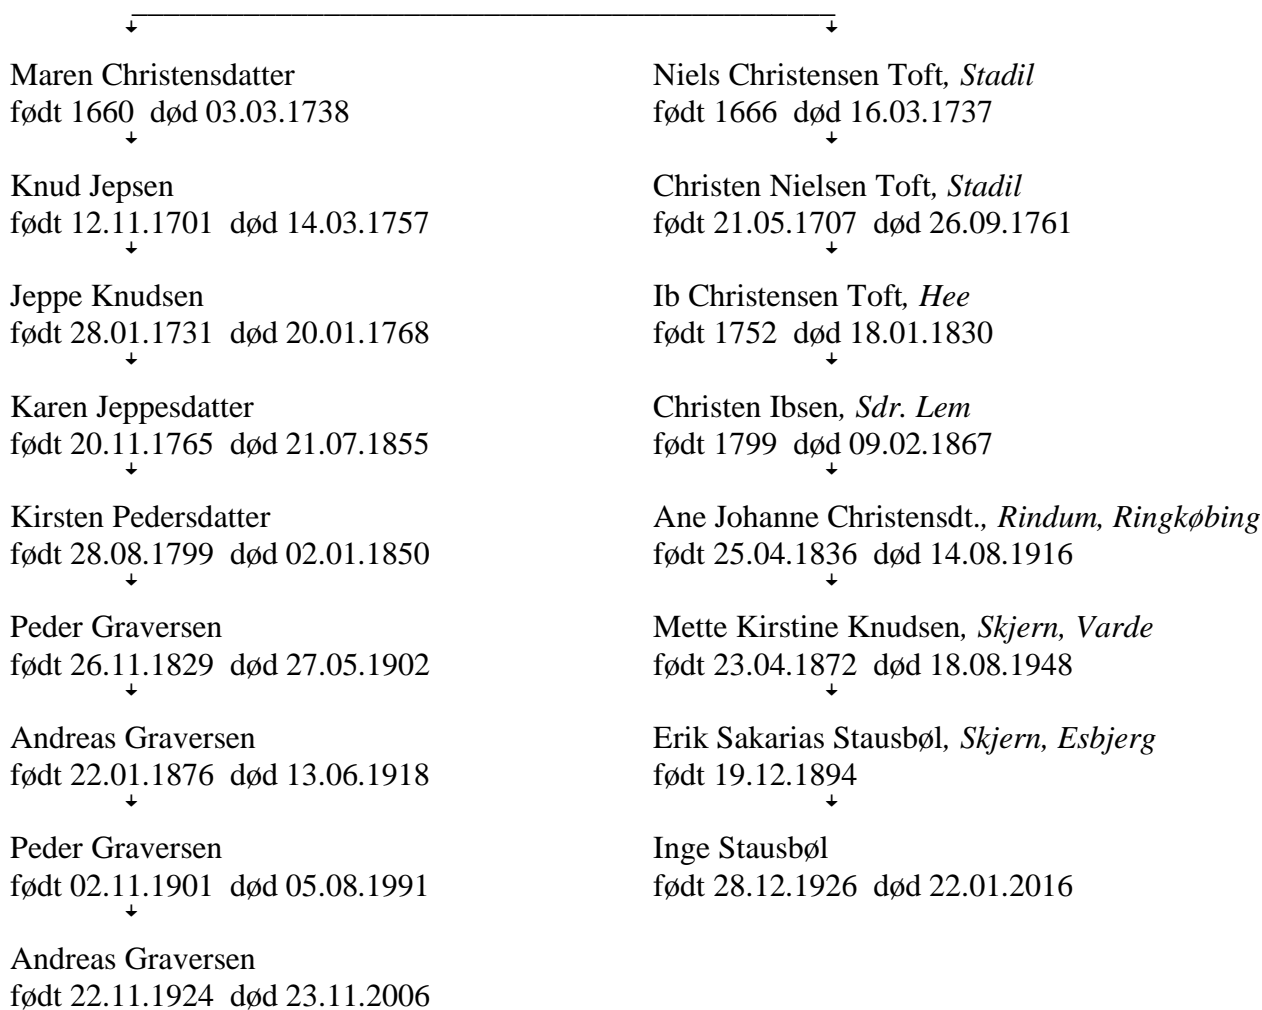 Maren Christensdatter
født 1660 død 03.03.1738
Knud Jepsen
født 12.11.1701 død 14.03.1757
Jeppe Knudsen
født 28.01.1731 død 20.01.1768
Karen Jeppesdatter
født 20.11.1765 død 21.07.1855
Kirsten Pedersdatter
født 28.08.1799 død 02.01.1850
Peder Graversen
født 26.11.1829 død 27.05.1902
Andreas Graversen
født 22.01.1876 død 13.06.1918
Peder Graversen
født 02.11.1901 død 05.08.1991
Andreas Graversen
født 22.11.1924 død 23.11.2006
Niels Christensen Toft, Stadil
født 1666 død 16.03.1737
Christen Nielsen Toft, Stadil
født 21.05.1707 død 26.09.1761
Ib Christensen Toft, Hee
født 1752 død 18.01.1830
Christen Ibsen, Sdr. Lem
født 1799 død 09.02.1867
Ane Johanne Christensdt., Rindum, Ringkøbing
født 25.04.1836 død 14.08.1916
Mette Kirstine Knudsen, Skjern, Varde
født 23.04.1872 død 18.08.1948
Erik Sakarias Stausbøl, Skjern, Esbjerg
født 19.12.1894
Inge Stausbøl
født 28.12.1926 død 22.01.2016